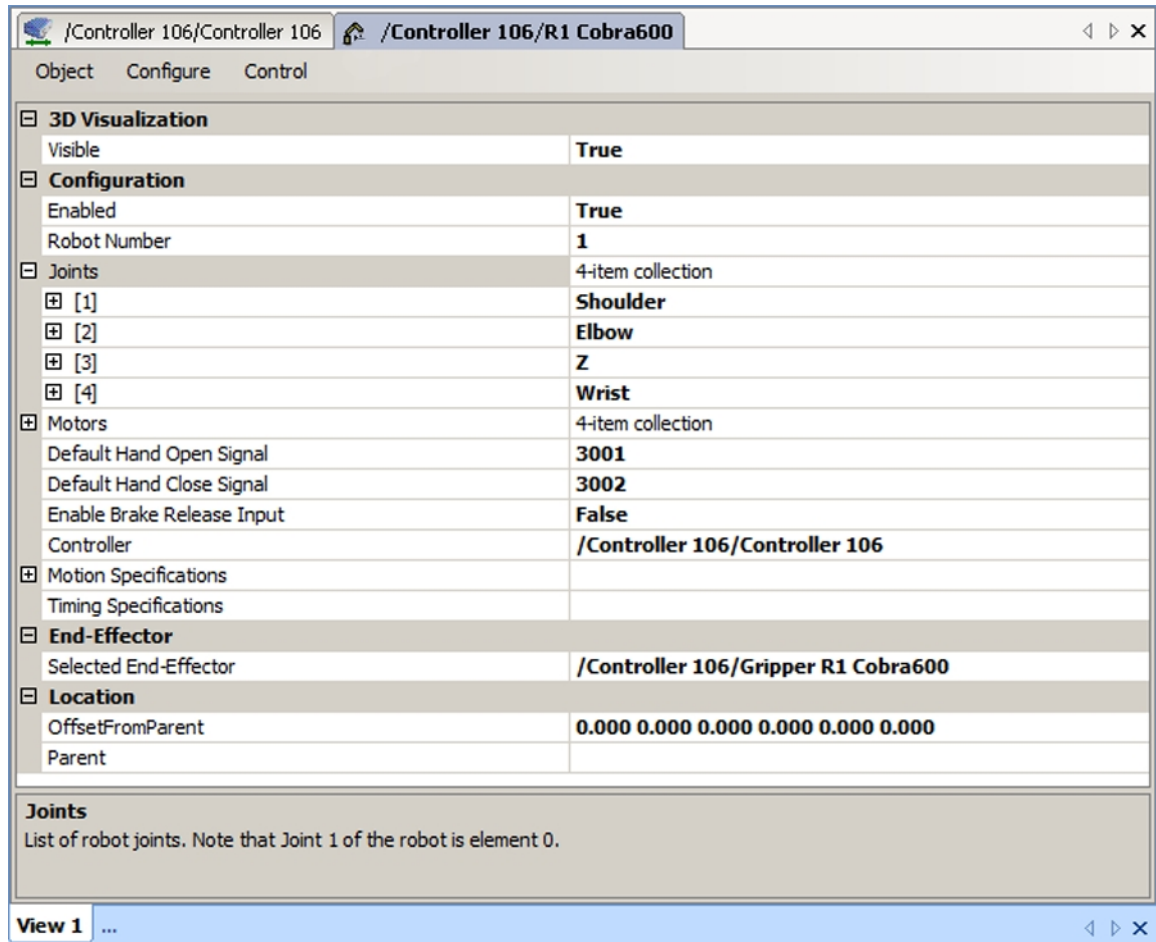 /Controller 106/Controller 106 /Controller 106/R1 Cobra600
Object Configure Control
3D Visualization
Visible True
Configuration
Enabled True
Robot Number 1
Joints 4-item collection
[1] Shoulder
[2] Elbow
[3] Z
[4] Wrist
Motors 4-item collection
Default Hand Open Signal 3001
Default Hand Close Signal 3002
Enable Brake Release Input False
Controller /Controller 106/Controller 106
Motion Specifications
Timing Specifications
End-Effector
Selected End-Effector /Controller 106/Gripper R1 Cobra600
Location
OffsetFromParent 0.000 0.000 0.000 0.000 0.000 0.000
Parent
Joints
List of robot joints. Note that Joint 1 of the robot is element 0.
View 1 ...